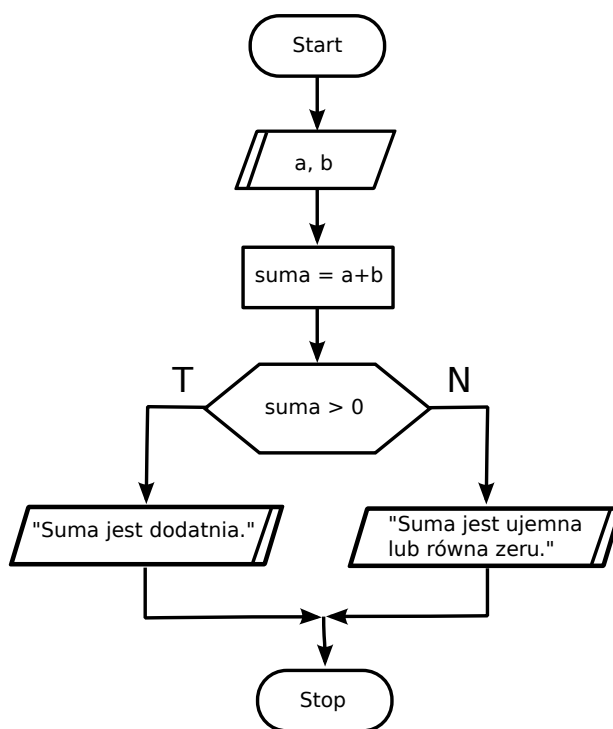 Start
a, b
suma = a+b
T
N
suma > 0
"Suma jest dodatnia."
"Suma jest ujemna
lub równa zeru."
Stop